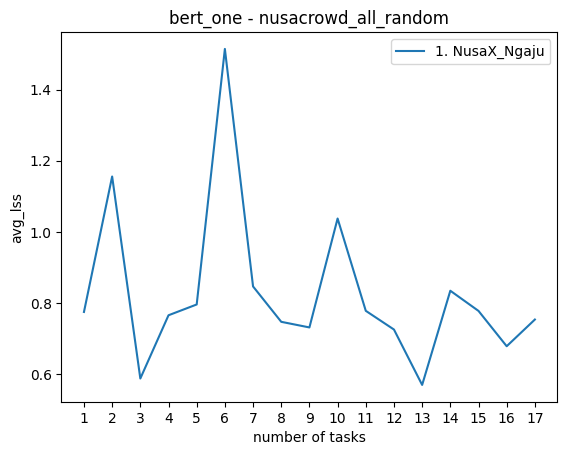 bert_one - nusacrowd_all_random
1. NusaX_Ngaju
avg_lss
1.4
1.2
1.0
0.8
0.6
1 2 3 4 5 6 7 8 9 10 11 12 13 14 15 16 17
number of tasks